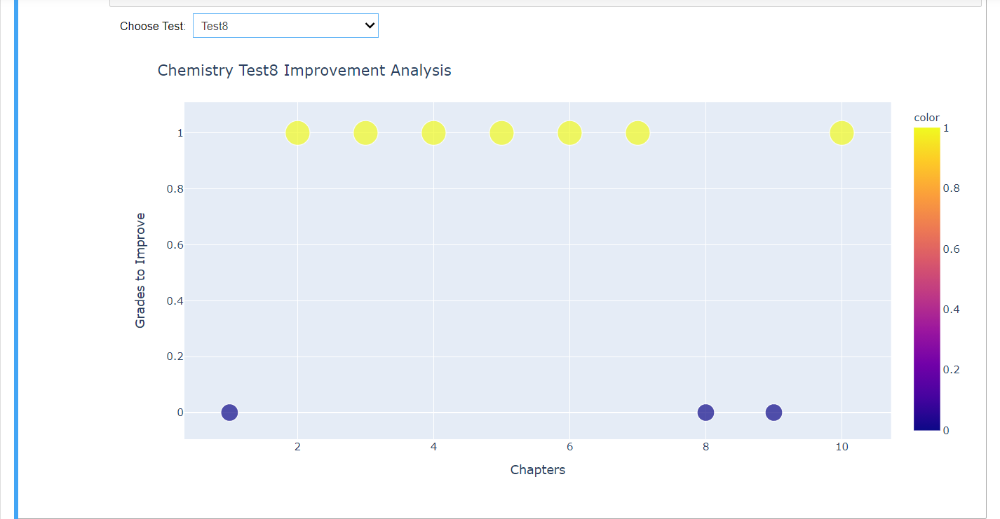 Choose Test: Test8
Chemistry Test8 Improvement Analysis
color
1
0.8
0.6
0.4
0.2
0
Grades to Improve
1
0.8
0.6
0.4
0.2
0
2 4 6 8 10
Chapters